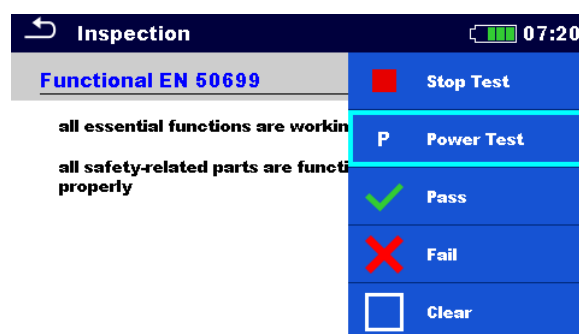 Inspection
07:20
Functional EN 50699
all essential functions are workin
all safety-related parts are functi
properly
Stop Test
P Power Test
Pass
Fail
Clear